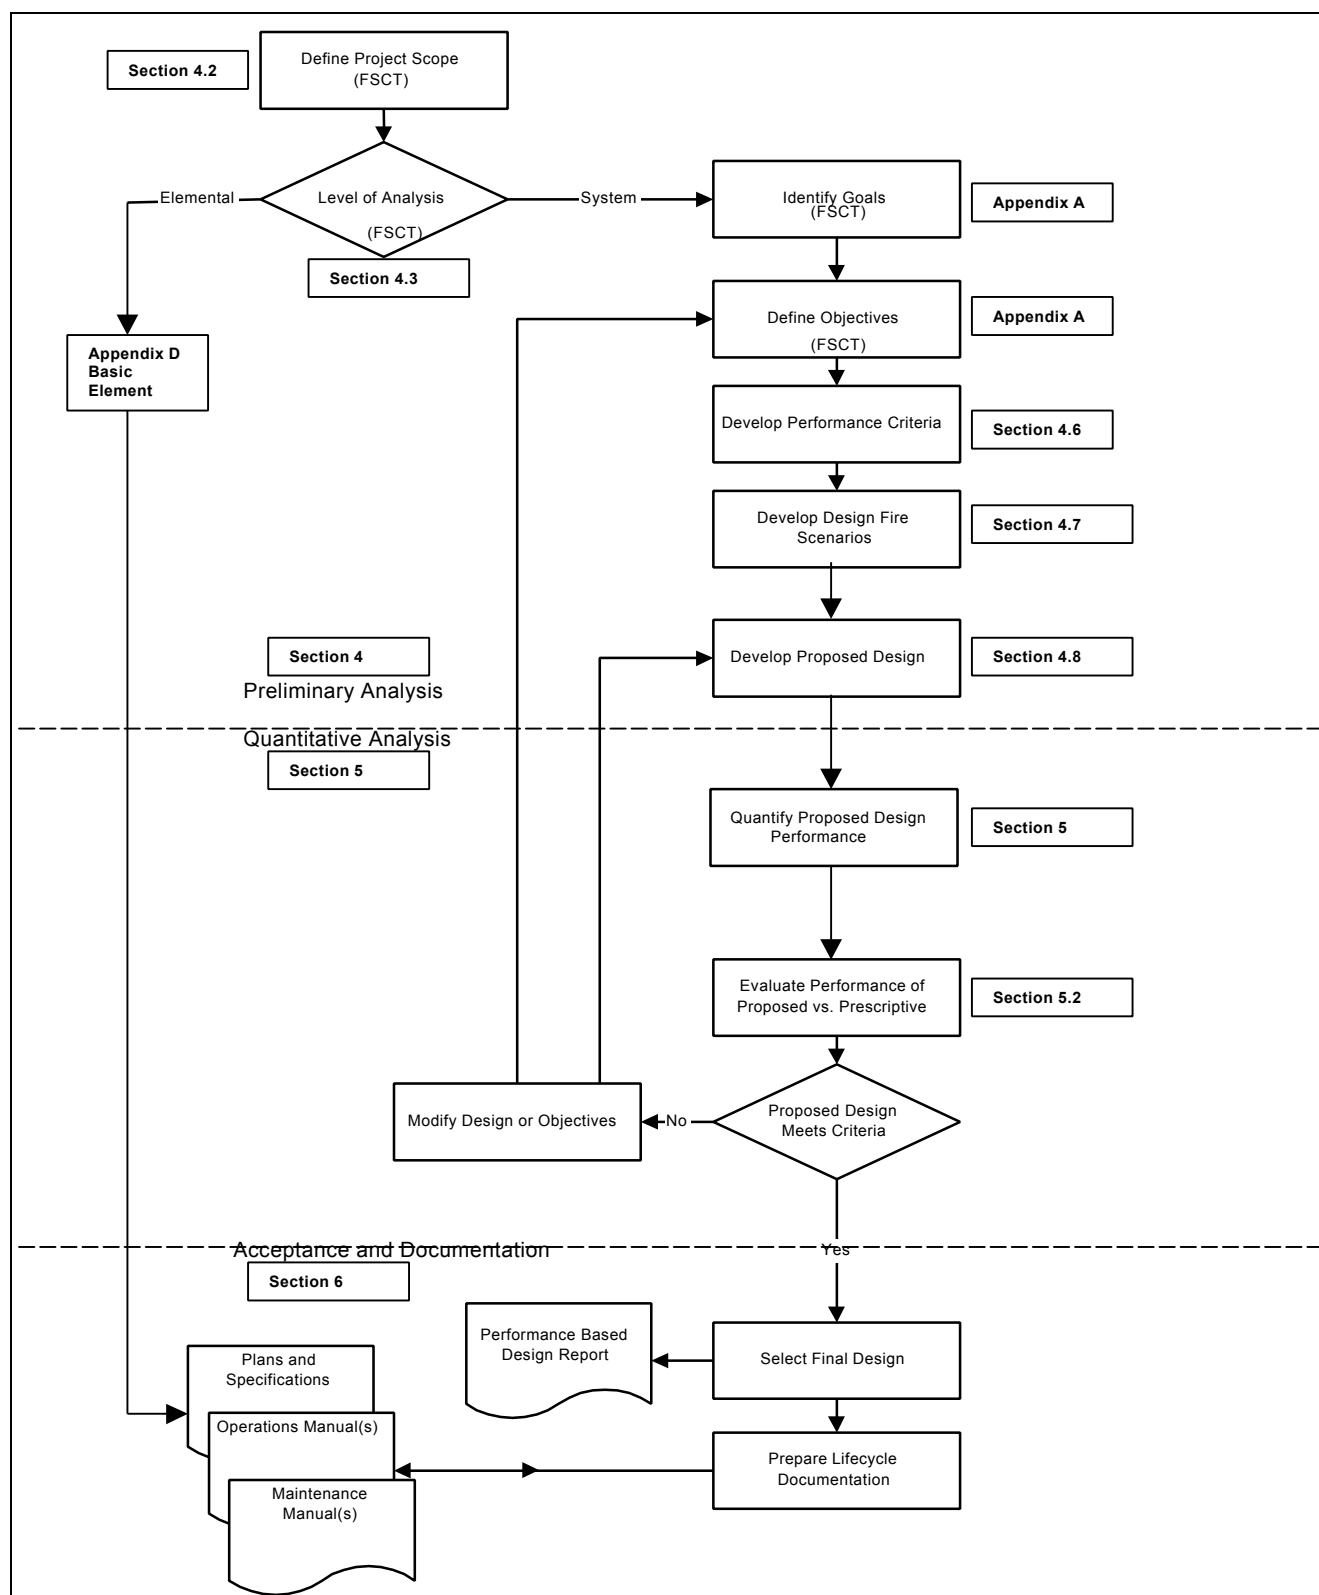 Define Project Scope
(FSCT)
Section 4.2
Level of Analysis
(FSCT)
Elemental
System
Section 4.3
Identify Goals
(FSCT)
Appendix A
Define Objectives
(FSCT)
Appendix A
Appendix D
Basic
Element
Develop Performance Criteria
Section 4.6
Develop Design Fire
Scenarios
Section 4.7
Develop Proposed Design
Section 4.8
Section 4
Preliminary Analysis
Quantitative Analysis
Section 5
Quantify Proposed Design
Performance
Section 5
Evaluate Performance of
Proposed vs. Prescriptive
Section 5.2
Proposed Design
Meets Criteria
No
Modify Design or Objectives
Yes
Acceptance and Documentation
Section 6
Performance Based
Design Report
Select Final Design
Plans and
Specifications
Operations Manual(s)
Maintenance
Manual(s)
Prepare Lifecycle
Documentation